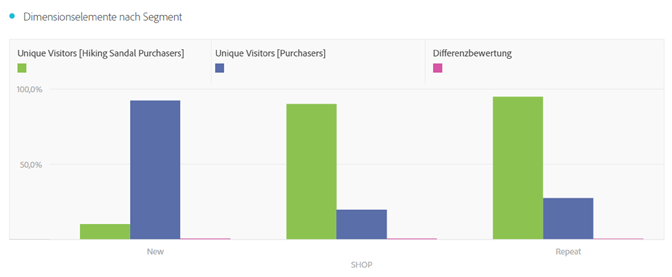 Dimensionselemente nach Segment
Unique Visitors [Hiking Sandal Purchasers]
Unique Visitors [Purchasers]
Differenzbewertung
100,0%
50,0%
New
Repeat
SHOP